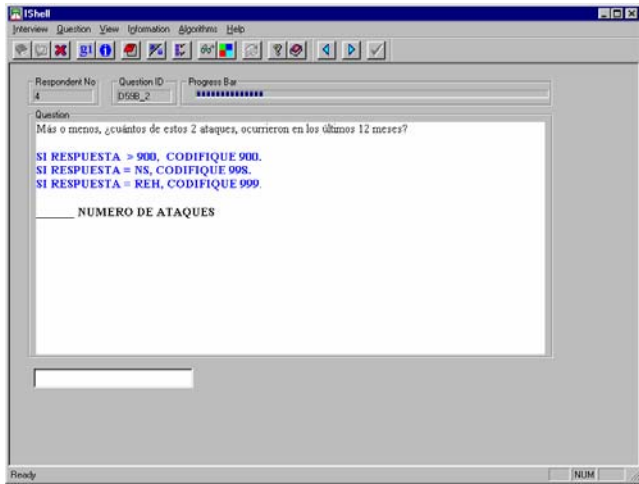 IShell
Interview Question View Information Algorithms Help
Respondent No Question ID Progress Bar
4 D59B_2
Question
Más o menos, ¿cuántos de estos 2 ataques, ocurrieron en los últimos 12 meses?
SI RESPUESTA > 900, CODIFIQUE 900.
SI RESPUESTA = NS, CODIFIQUE 998.
SI RESPUESTA = REH, CODIFIQUE 999.
______ NUMERO DE ATAQUES
Ready NUM